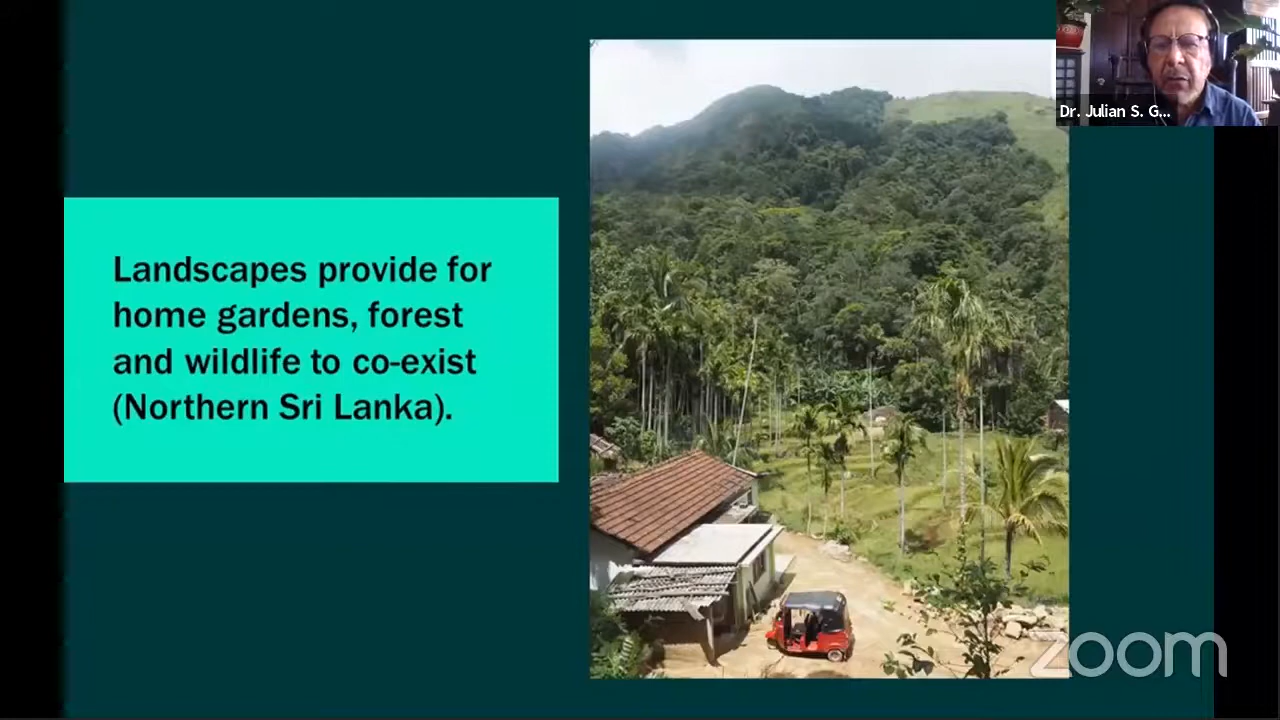 Dr. Julian S. G...
Landscapes provide for
home gardens, forest
and wildlife to co-exist
(Northern Sri Lanka).
zoom